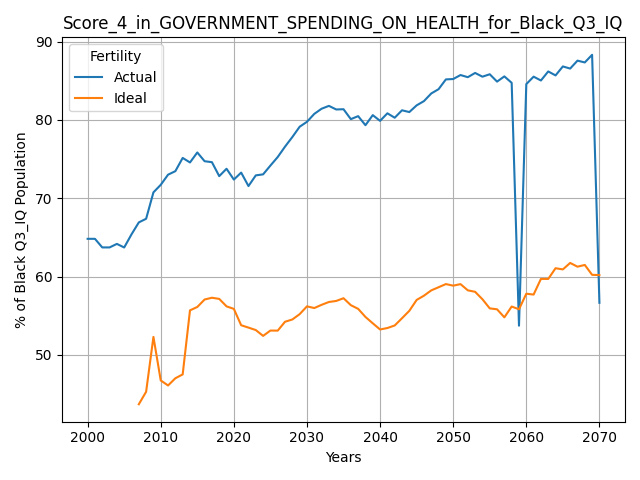 Score_4_in_GOVERNMENT_SPENDING_ON_HEALTH_for_Black_Q3_IQ
Fertility
Actual
Ideal
% of Black Q3_IQ Population
90
80
70
60
50
2000 2010 2020 2030 2040 2050 2060 2070
Years